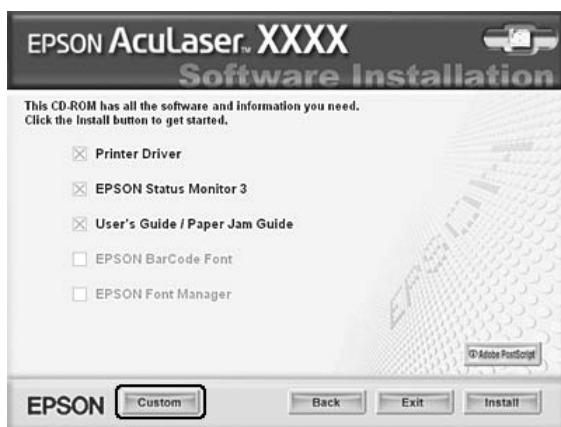 EPSON AcuLaser™ XXXX
Software Installation
This CD-ROM has all the software and information you need.
Click the Install button to get started.
Printer Driver
EPSON Status Monitor 3
User's Guide / Paper Jam Guide
EPSON BarCode Font
EPSON Font Manager
EPSON
Adobe PostScript
EPSON
Custom
Back
Exit
Install